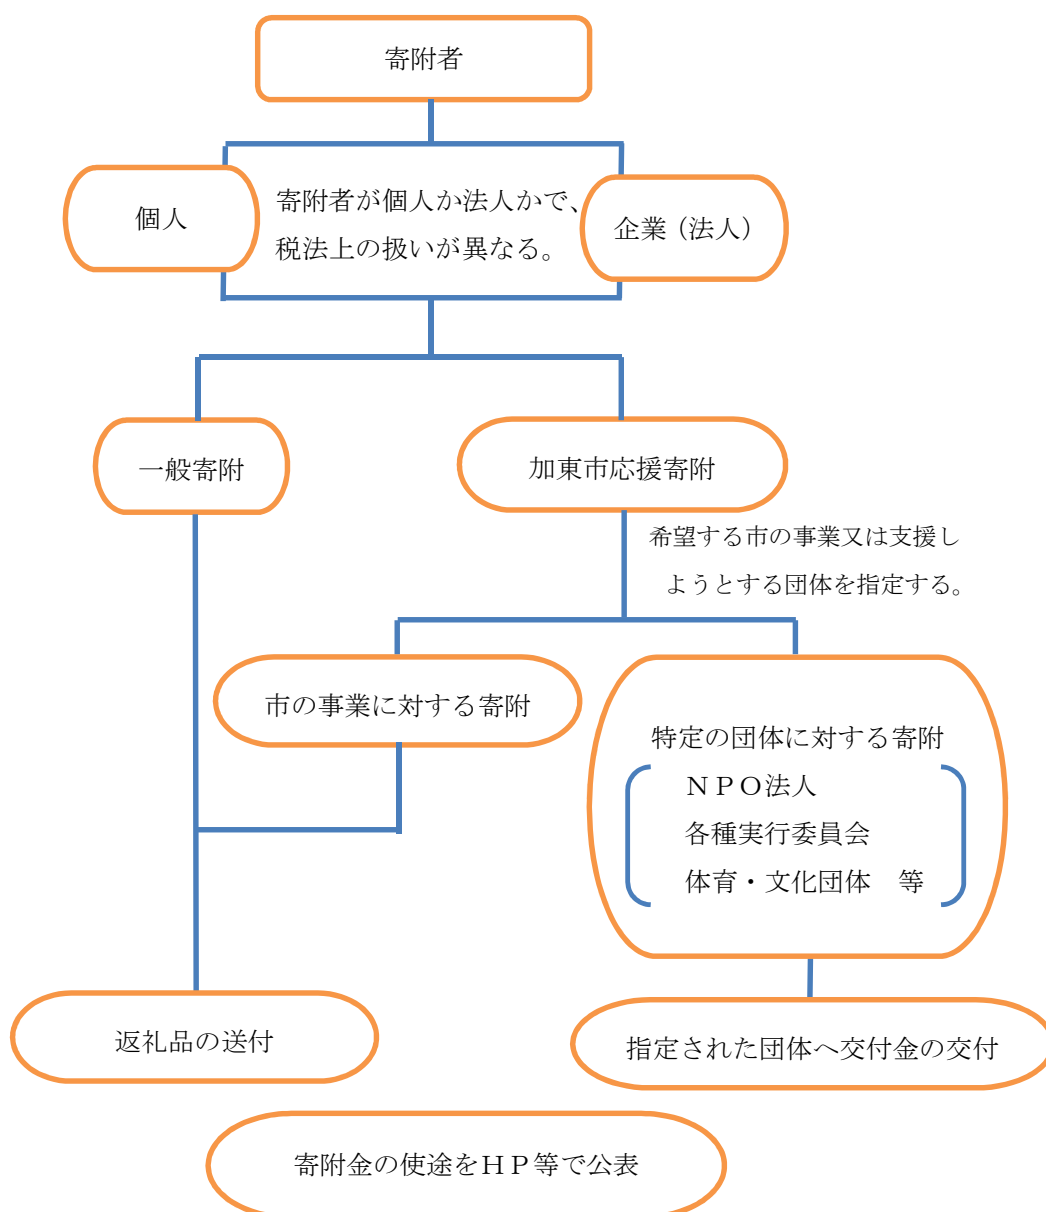 寄附者
個人
寄附者が個人か法人かで、
税法上の扱いが異なる。
企業（法人）
一般寄附
加東市応援寄附
希望する市の事業又は支援し
ようとする団体を指定する。
市の事業に対する寄附
特定の団体に対する寄附
ＮＰＯ法人
各種実行委員会
体育・文化団体　等
返礼品の送付
指定された団体へ交付金の交付
寄附金の使途をＨＰ等で公表